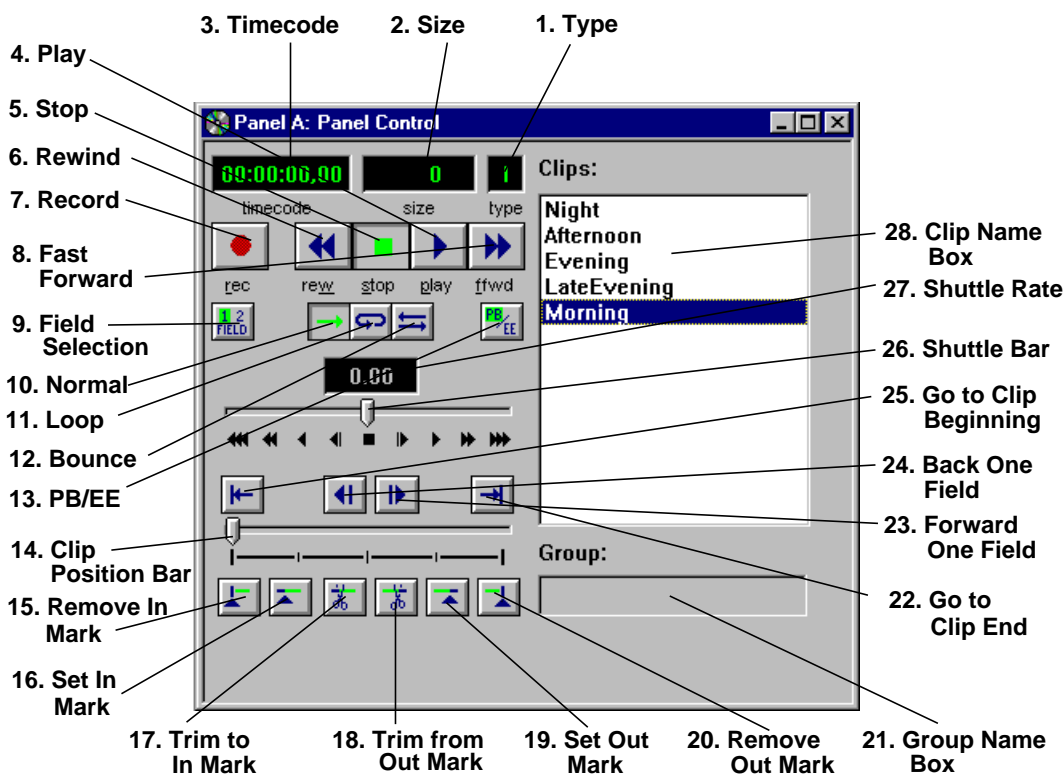 3. Timecode
2. Size
1. Type
4. Play
5. Stop
6. Rewind
7. Record
8. Fast
Forward
9. Field
Selection
10. Normal
11. Loop
12. Bounce
13. PB/EE
14. Clip
Position Bar
15. Remove In
Mark
16. Set In
Mark
17. Trim to
In Mark
18. Trim from
Out Mark
19. Set Out
Mark
20. Remove
Out Mark
21. Group Name
Box
22. Go to
Clip End
23. Forward
One Field
24. Back One
Field
25. Go to Clip
Beginning
26. Shuttle Bar
27. Shuttle Rate
28. Clip Name
Box
Panel A: Panel Control
00:00:06,00
0
1
timecode
size
type
rec
rew
stop
play
ffwd
1 2
FIELD
PB/EE
0.00
Clips:
Night
Afternoon
Evening
LateEvening
Morning
Group: